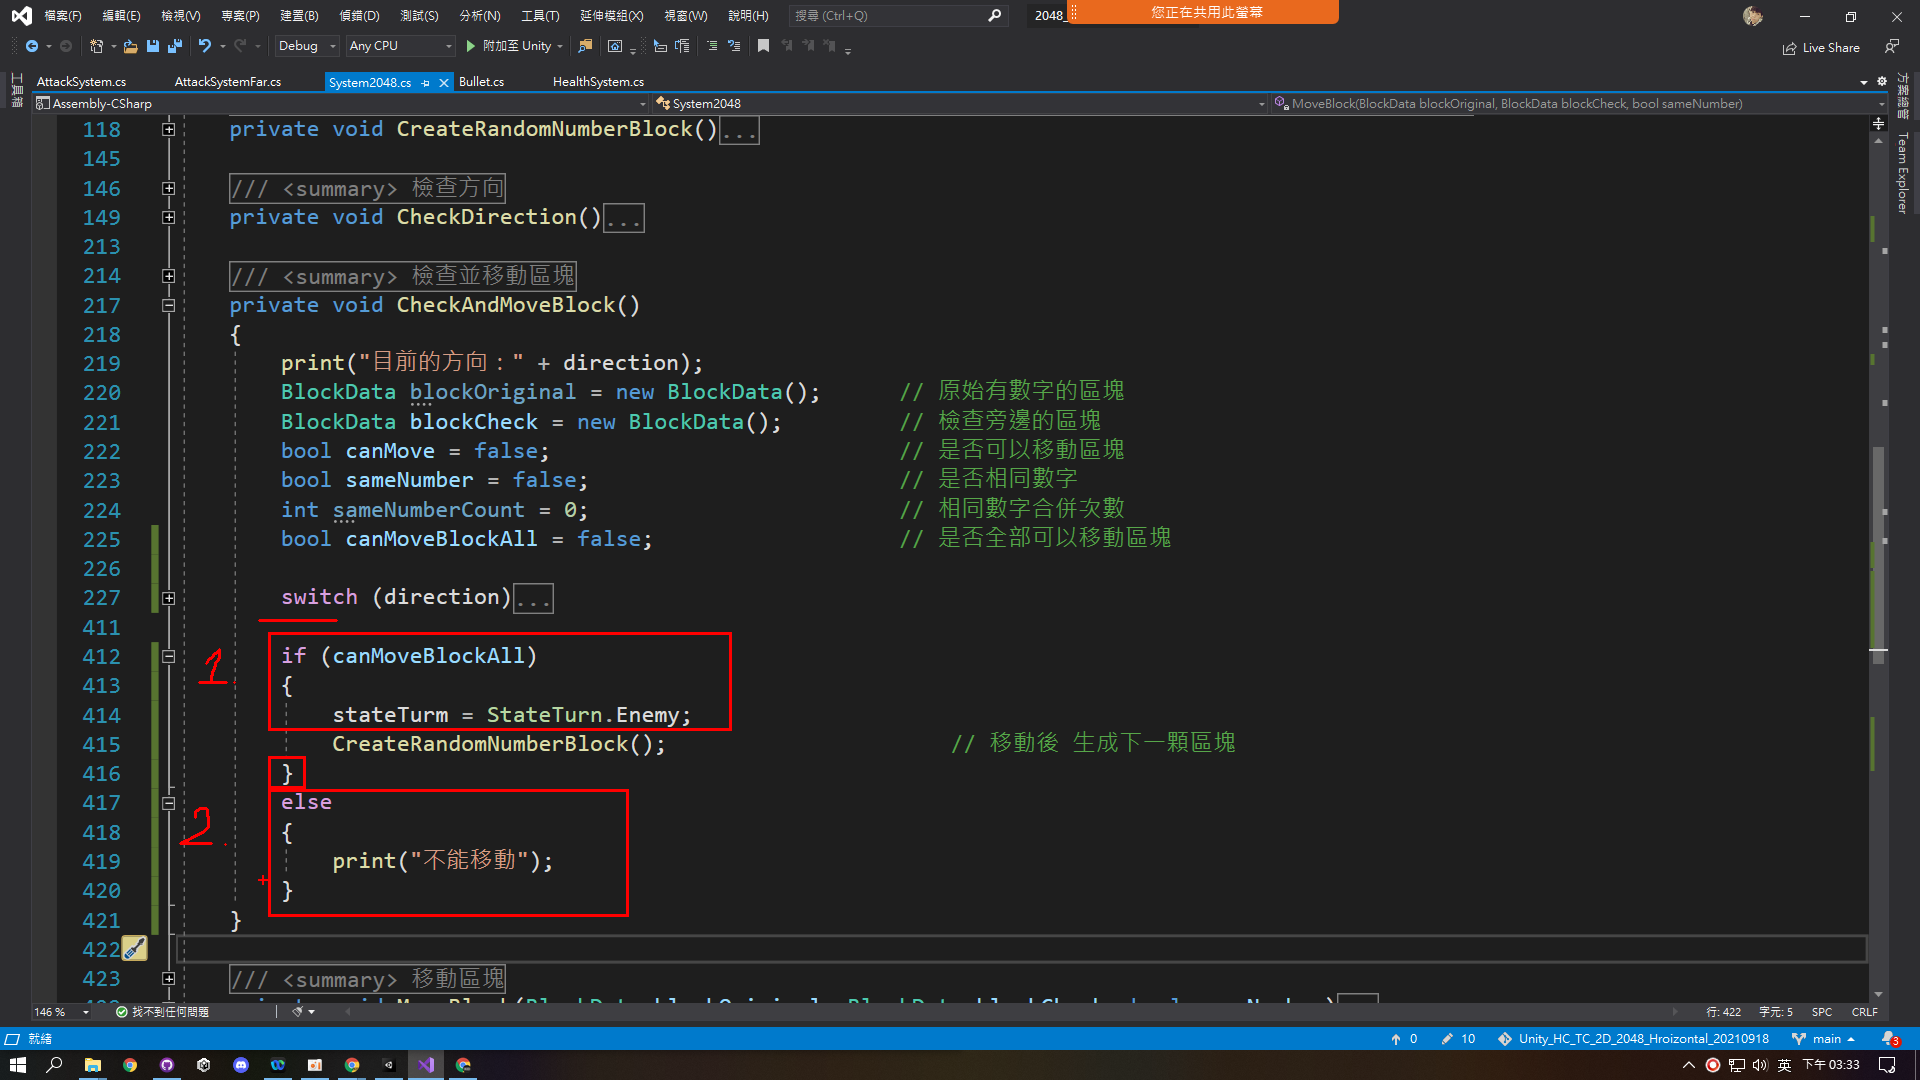 檔案(F) 編輯(E) 檢視(V) 專案(P) 建置(B) 偵錯(D) 測試(S) 分析(N) 工具(T) 延伸模組(X) 視窗(W) 說明(H) 搜尋 (Ctrl+Q) 2048_ 您正在共用此螢幕
Debug Any CPU 附加至 Unity Live Share
AttackSystem.cs AttackSystemFar.cs System2048.cs Bullet.cs HealthSystem.cs
Assembly-CSharp System2048 MoveBlock(BlockData blockOriginal, BlockData blockCheck, bool sameNumber)
工具箱
方案總管
Team Explorer
118 private void CreateRandomNumberBlock()...
145
146 /// <summary> 檢查方向
149 private void CheckDirection()...
213
214 /// <summary> 檢查並移動區塊
217 private void CheckAndMoveBlock()
218 {
219 print("目前的方向：" + direction);
220 BlockData blockOriginal = new BlockData(); // 原始有數字的區塊
221 BlockData blockCheck = new BlockData(); // 檢查旁邊的區塊
222 bool canMove = false; // 是否可以移動區塊
223 bool sameNumber = false; // 是否相同數字
224 int sameNumberCount = 0; // 相同數字合併次數
225 bool canMoveBlockAll = false; // 是否全部可以移動區塊
226
227 switch (direction)...
411
1.
412 if (canMoveBlockAll)
413 {
414 stateTurm = StateTurn.Enemy;
415 CreateRandomNumberBlock(); // 移動後 生成下一顆區塊
416 }
417 else
2.
418 {
419 print("不能移動");
420 }
421 }
422
423 /// <summary> 移動區塊
146 % 找不到任何問題 行: 422 字元: 5 SPC CRLF
就緒 0 10 Unity_HC_TC_2D_2048_Hroizontal_20210918 main 3
英 下午 03:33